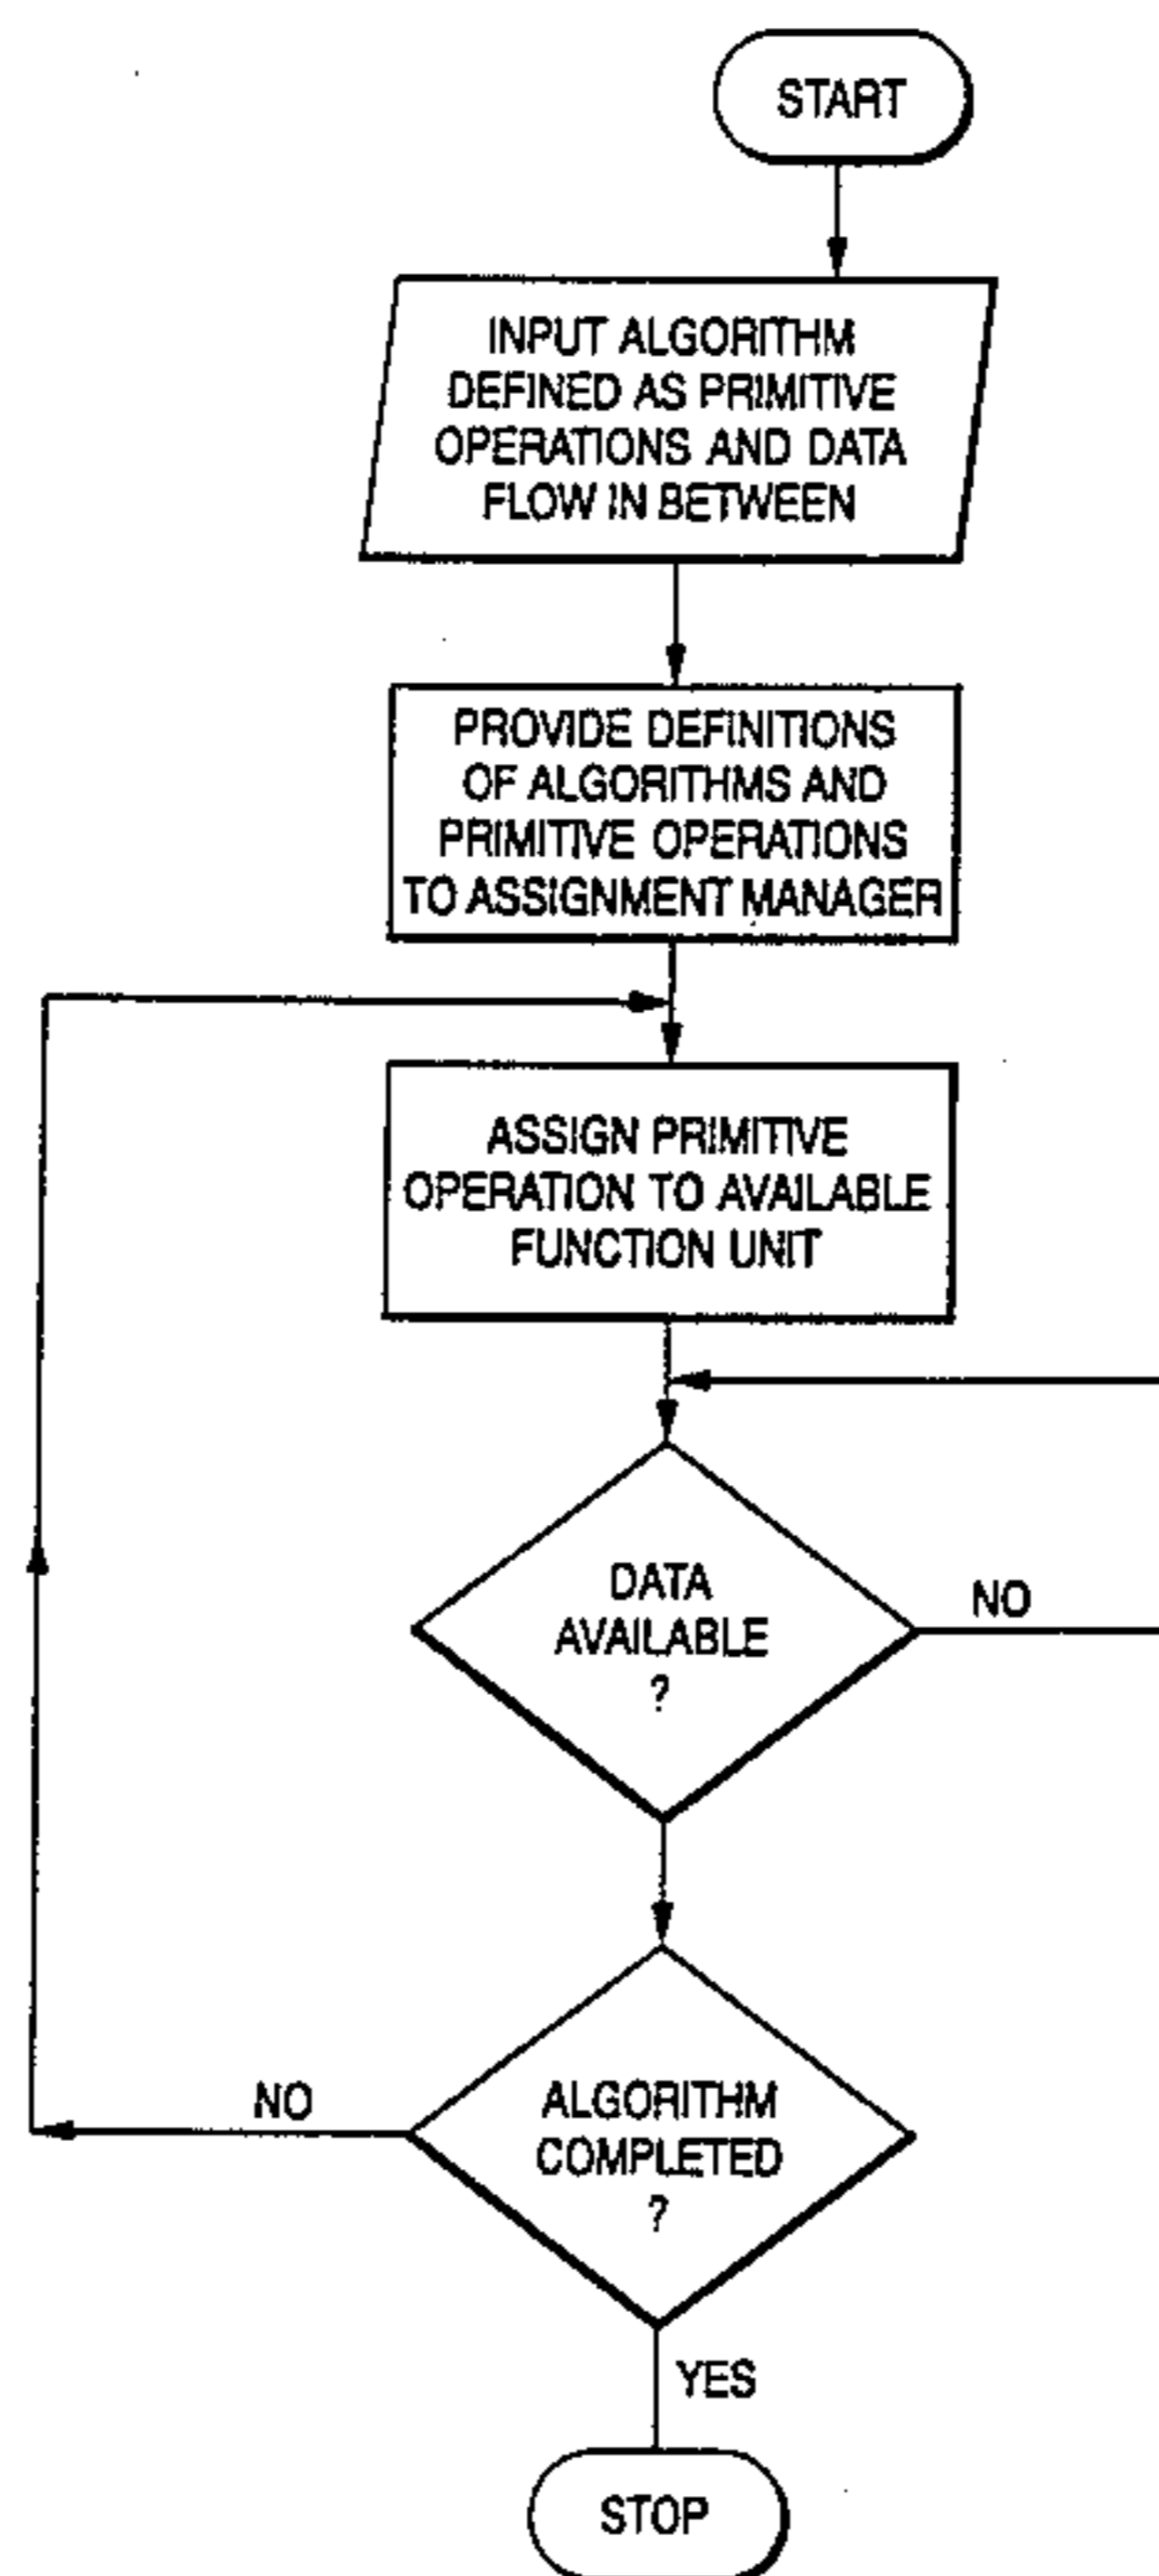 START
INPUT ALGORITHM
DEFINED AS PRIMITIVE
OPERATIONS AND DATA
FLOW IN BETWEEN
PROVIDE DEFINITIONS
OF ALGORITHMS AND
PRIMITIVE OPERATIONS
TO ASSIGNMENT MANAGER
ASSIGN PRIMITIVE
OPERATION TO AVAILABLE
FUNCTION UNIT
DATA
AVAILABLE
?
NO
ALGORITHM
COMPLETED
?
NO
YES
STOP